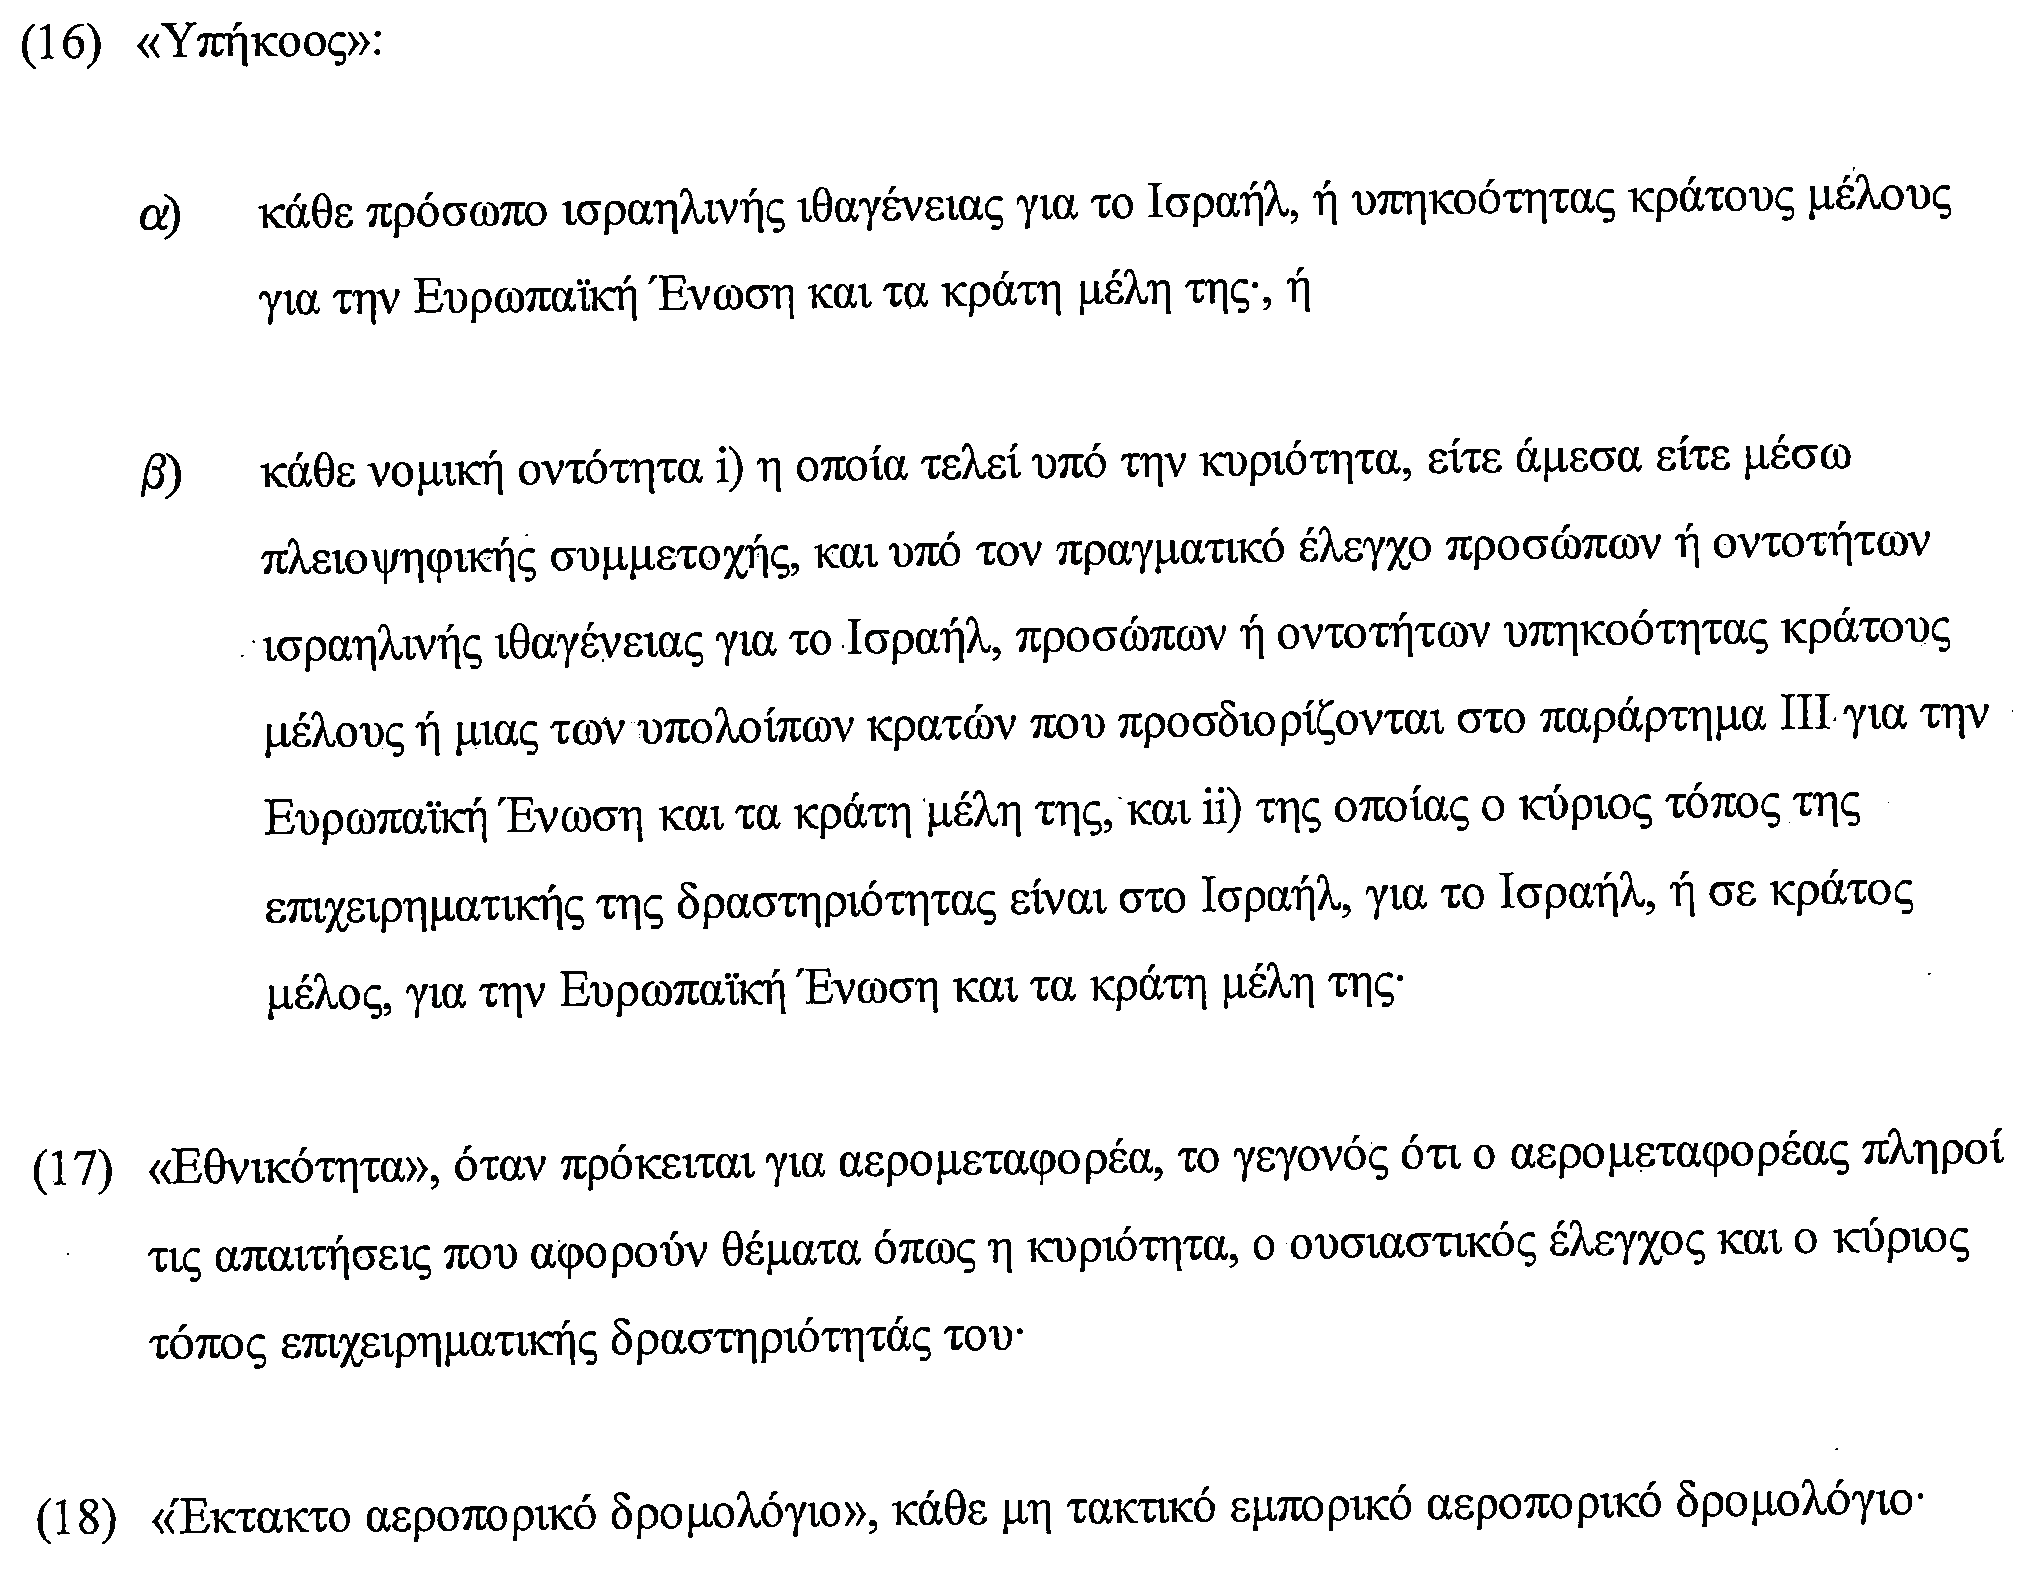 (16) «Υπήκοος»:
α) κάθε πρόσωπο ισραηλινής ιθαγένειας για το Ισραήλ, ή υπηκοότητας κράτους μέλους
για την Ευρωπαϊκή Ένωση και τα κράτη μέλη της·, ή
β) κάθε νομική οντότητα i) η οποία τελεί υπό την κυριότητα, είτε άμεσα είτε μέσω
πλειοψηφικής συμμετοχής, και υπό τον πραγματικό έλεγχο προσώπων ή οντοτήτων
ισραηλινής ιθαγένειας για το Ισραήλ, προσώπων ή οντοτήτων υπηκοότητας κράτους
μέλους ή μιας των υπολοίπων κρατών που προσδιορίζονται στο παράρτημα III για την
Ευρωπαϊκή Ένωση και τα κράτη μέλη της, και ii) της οποίας ο κύριος τόπος της
επιχειρηματικής της δραστηριότητας είναι στο Ισραήλ, για το Ισραήλ, ή σε κράτος
μέλος, για την Ευρωπαϊκή Ένωση και τα κράτη μέλη της·
(17) «Εθνικότητα», όταν πρόκειται για αερομεταφορέα, το γεγονός ότι ο αερομεταφορέας πληροί
τις απαιτήσεις που αφορούν θέματα όπως η κυριότητα, ο ουσιαστικός έλεγχος και ο κύριος
τόπος επιχειρηματικής δραστηριότητάς του·
(18) «Έκτακτο αεροπορικό δρομολόγιο», κάθε μη τακτικό εμπορικό αεροπορικό δρομολόγιο·